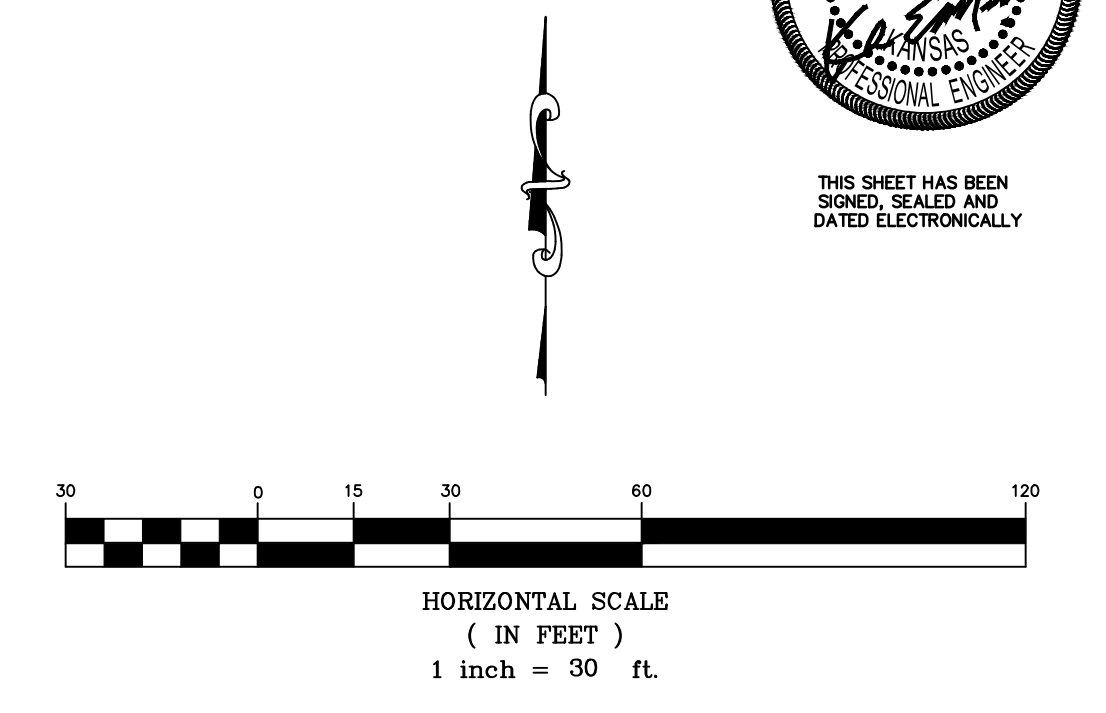 KANSAS
PROFESSIONAL ENGINEER
THIS SHEET HAS BEEN
SIGNED, SEALED AND
DATED ELECTRONICALLY
30 0 15 30 60 120
HORIZONTAL SCALE
( IN FEET )
1 inch = 30 ft.